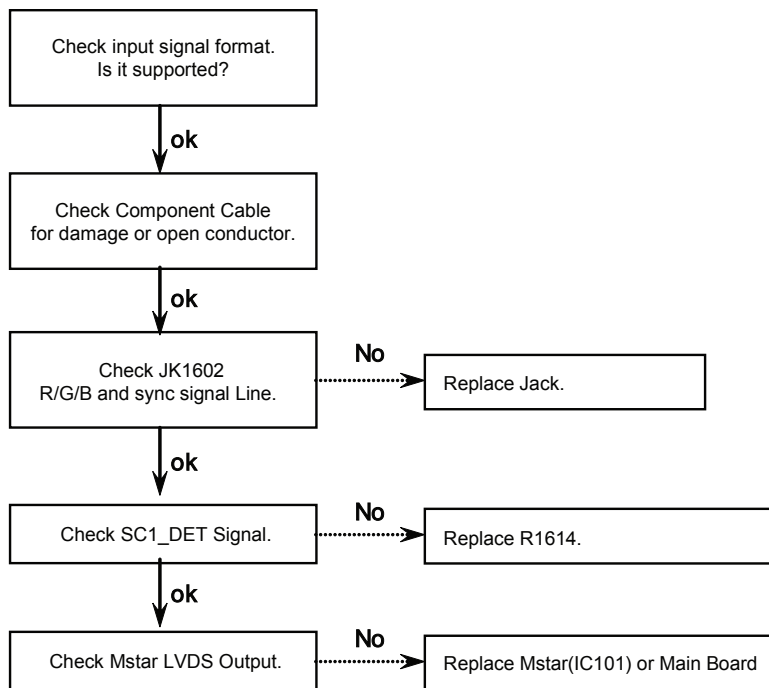 Check input signal format.
Is it supported?
ok
Check Component Cable
for damage or open conductor.
ok
Check JK1602
R/G/B and sync signal Line.
No
Replace Jack.
ok
Check SC1_DET Signal.
No
Replace R1614.
ok
Check Mstar LVDS Output.
No
Replace Mstar(IC101) or Main Board